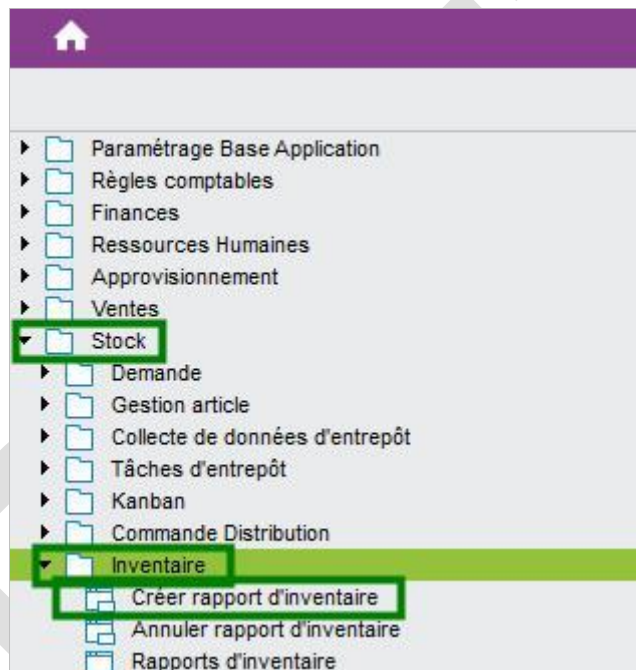 Paramétrage Base Application
Règles comptables
Finances
Ressources Humaines
Approvisionnement
Ventes
Stock
Demande
Gestion article
Collecte de données d'entrepôt
Tâches d'entrepôt
Kanban
Commande Distribution
Inventaire
Créer rapport d'inventaire
Annuler rapport d'inventaire
Rapports d'inventaire